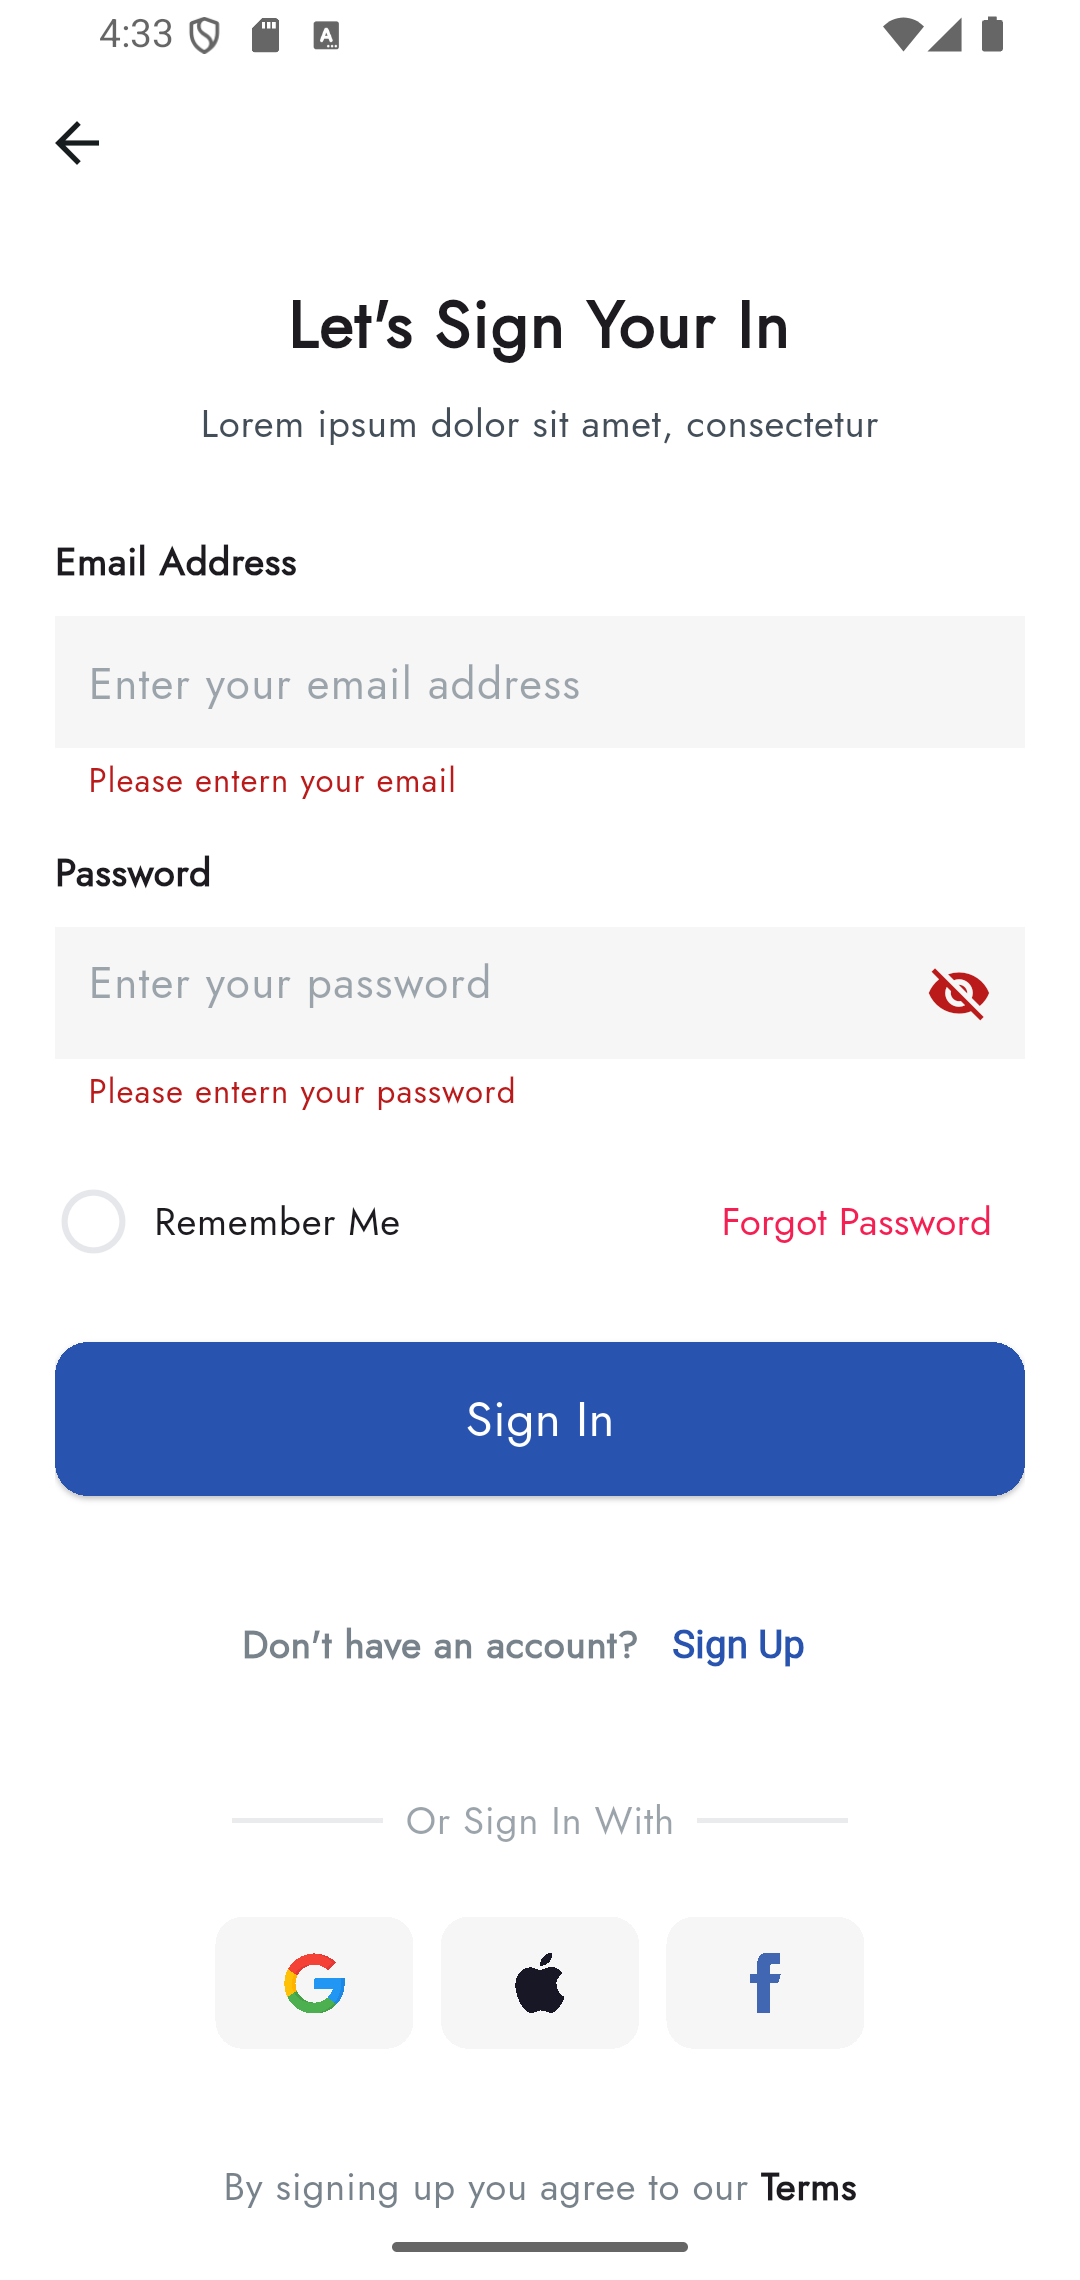 4:33
Let's Sign Your In
Lorem ipsum dolor sit amet, consectetur
Email Address
Enter your email address
Please entern your email
Password
Enter your password
Please entern your password
Remember Me Forgot Password
Sign In
Don't have an account? Sign Up
Or Sign In With
By signing up you agree to our Terms